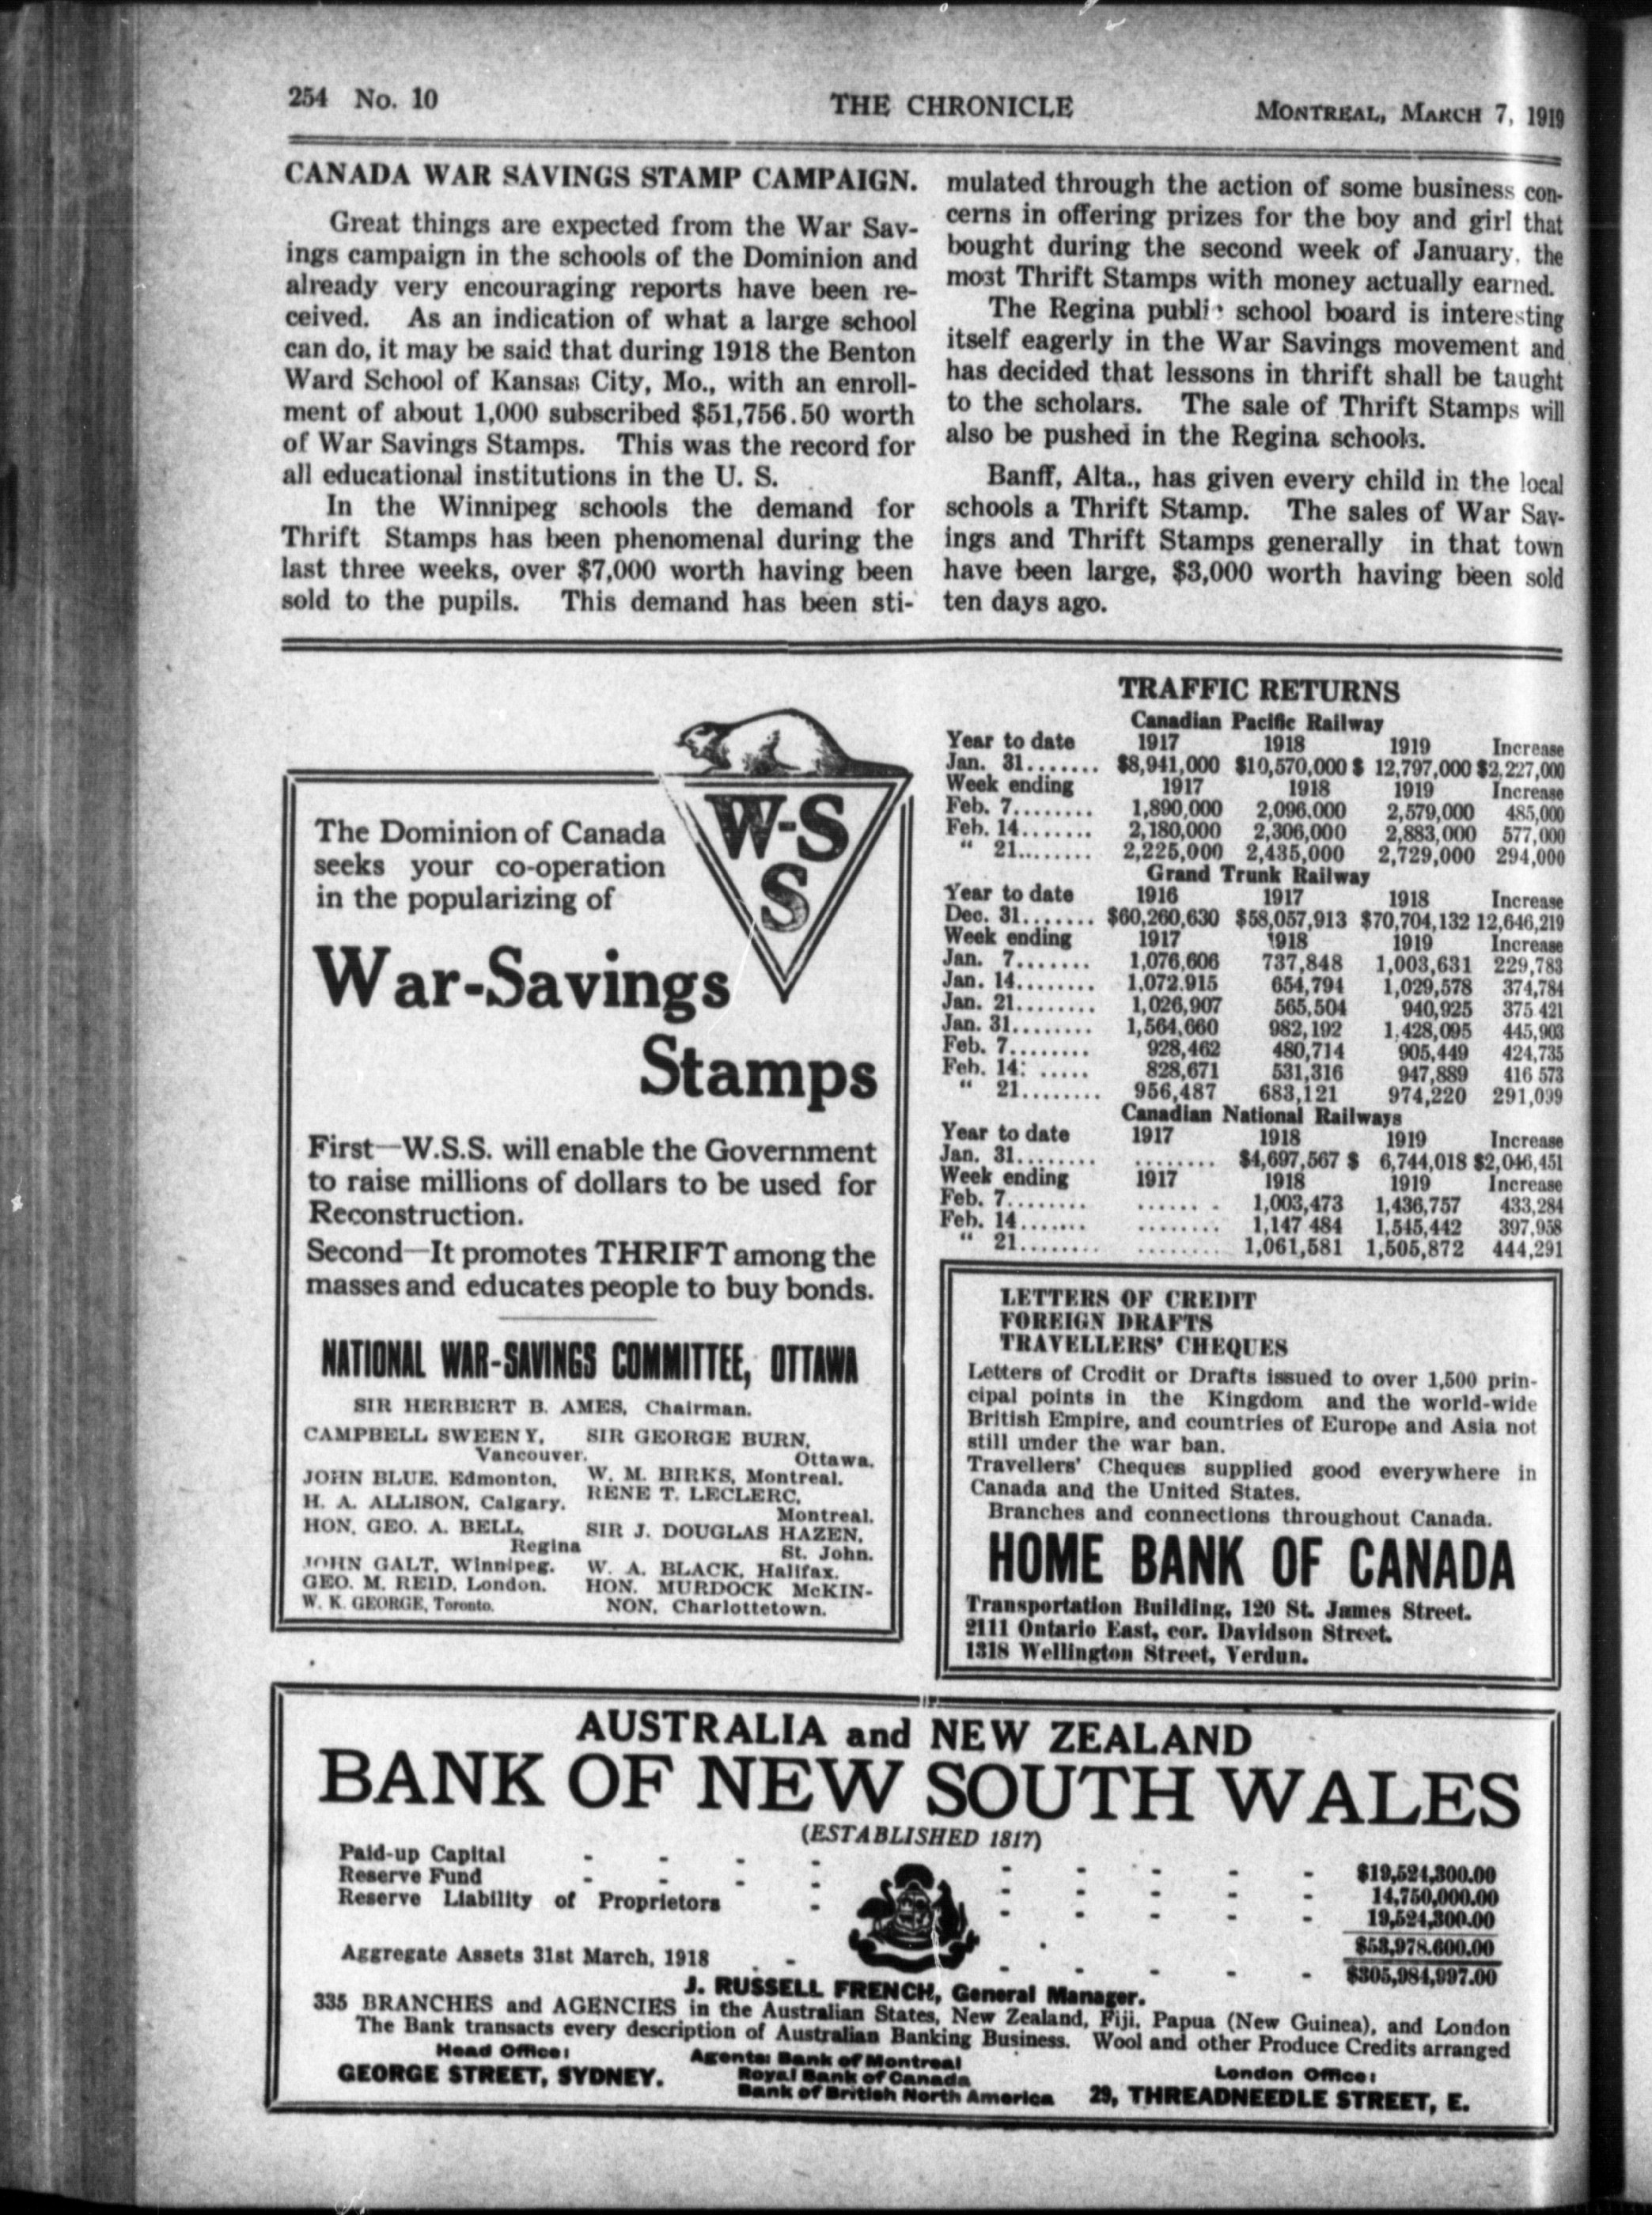 254 No. 10
THE CHRONICLE
MONTREAL, MARCH 7, 1919
CANADA WAR SAVINGS STAMP CAMPAIGN.
Great things are expected from the War Sav-
ings campaign in the schools of the Dominion and
already very encouraging reports have been re-
ceived. As an indication of what a large school
can do, it may be said that during 1918 the Benton
Ward School of Kansas City, Mo., with an enroll-
ment of about 1,000 subscribed $51,756.50 worth
of War Savings Stamps. This was the record for
all educational institutions in the U. S.
In the Winnipeg schools the demand for
Thrift Stamps has been phenomenal during the
last three weeks, over $7,000 worth having been
sold to the pupils. This demand has been sti-
mulated through the action of some business con-
cerns in offering prizes for the boy and girl that
bought during the second week of January, the
most Thrift Stamps with money actually earned.
The Regina public school board is interesting
itself eagerly in the War Savings movement and
has decided that lessons in thrift shall be taught
to the scholars. The sale of Thrift Stamps will
also be pushed in the Regina schools.
Banff, Alta., has given every child in the local
schools a Thrift Stamp. The sales of War Sav-
ings and Thrift Stamps generally in that town
have been large, $3,000 worth having been sold
ten days ago.
W-S
S
The Dominion of Canada
seeks your co-operation
in the popularizing of
War-Savings
Stamps
First—W.S.S. will enable the Government
to raise millions of dollars to be used for
Reconstruction.
Second—It promotes THRIFT among the
masses and educates people to buy bonds.
NATIONAL WAR-SAVINGS COMMITTEE, OTTAWA
SIR HERBERT B. AMES, Chairman.
CAMPBELL SWEENY,
Vancouver.
JOHN BLUE, Edmonton,
H. A. ALLISON, Calgary.
HON. GEO. A. BELL,
Regina
JOHN GALT, Winnipeg.
GEO. M. REID, London.
W. K. GEORGE, Toronto.
SIR GEORGE BURN,
Ottawa.
W. M. BIRKS, Montreal.
RENE T. LECLERC,
Montreal.
SIR J. DOUGLAS HAZEN,
St. John.
W. A. BLACK, Halifax.
HON. MURDOCK McKIN-
NON, Charlottetown.
TRAFFIC RETURNS
Canadian Pacific Railway
Year to date 1917 1918 1919 Increase
Jan. 31....... $8,941,000 $10,570,000 $ 12,797,000 $2,227,000
Week ending 1917 1918 1919 Increase
Feb. 7........ 1,890,000 2,096.000 2,579,000 485,000
Feb. 14....... 2,180,000 2,306,000 2,883,000 577,000
" 21........ 2,225,000 2,435,000 2,729,000 294,000
Grand Trunk Railway
Year to date 1916 1917 1918 Increase
Dec. 31....... $60,260,630 $58,057,913 $70,704,132 12,646,219
Week ending 1917 1918 1919 Increase
Jan. 7....... 1,076,606 737,848 1,003,631 229,783
Jan. 14........ 1,072.915 654,794 1,029,578 374,784
Jan. 21........ 1,026,907 565,504 940,925 375 421
Jan. 31........ 1,564,660 982,192 1,428,095 445,903
Feb. 7........ 928,462 480,714 905,449 424,735
Feb. 14: ..... 828,671 531,316 947,889 416 573
" 21........ 956,487 683,121 974,220 291,099
Canadian National Railways
Year to date 1917 1918 1919 Increase
Jan. 31........ ........ $4,697,567 $ 6,744,018 $2,046,451
Week ending 1917 1918 1919 Increase
Feb. 7........ ...... . 1,003,473 1,436,757 433,284
Feb. 14....... ........ 1,147 484 1,545,442 397,958
" 21........ ........ 1,061,581 1,505,872 444,291
LETTERS OF CREDIT
FOREIGN DRAFTS
TRAVELLERS' CHEQUES
Letters of Crodit or Drafts issued to over 1,500 prin-
cipal points in the Kingdom and the world-wide
British Empire, and countries of Europe and Asia not
still under the war ban.
Travellers' Cheques supplied good everywhere in
Canada and the United States.
Branches and connections throughout Canada.
HOME BANK OF CANADA
Transportation Building, 120 St. James Street.
2111 Ontario East, cor. Davidson Street.
1318 Wellington Street, Verdun.
AUSTRALIA and NEW ZEALAND
BANK OF NEW SOUTH WALES
(ESTABLISHED 1817)
Paid-up Capital - - - - - - - - - $19,524,300.00
Reserve Fund - - - - - - - - - 14,750,000.00
Reserve Liability of Proprietors - - - - - - 19,524,300.00
$53,978.600.00
Aggregate Assets 31st March, 1918 - - - - - - $305,984,997.00
J. RUSSELL FRENCH, General Manager.
335 BRANCHES and AGENCIES in the Australian States, New Zealand, Fiji, Papua (New Guinea), and London
The Bank transacts every description of Australian Banking Business. Wool and other Produce Credits arranged
Head Office:
GEORGE STREET, SYDNEY.
Agents: Bank of Montreal
Royal Bank of Canada
Bank of British North America
London Office:
29, THREADNEEDLE STREET, E.